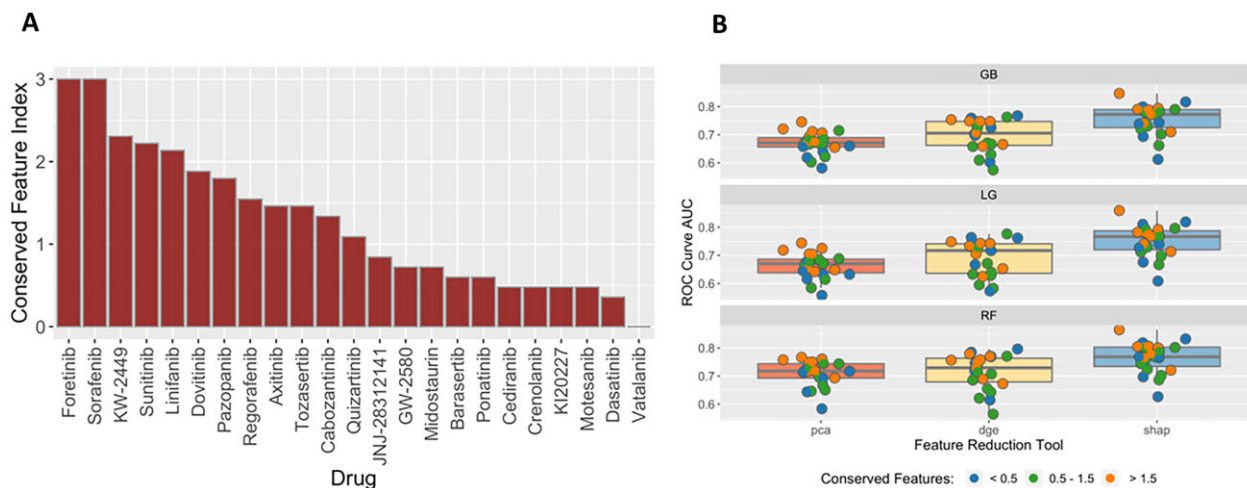 A
Conserved Feature Index
3
2
1
0
Foretinib
Sorafenib
KW-2449
Sunitinib
Linifanib
Dovitinib
Pazopanib
Regorafenib
Axitinib
Tozasertib
Cabozantinib
Quizartinib
JNJ-28312141
GW-2580
Midostaurin
Barasertib
Ponatinib
Cediranib
Crenolanib
KI20227
Motesanib
Dasatinib
Vatalanib
Drug
B
ROC Curve AUC
GB
0.8
0.7
0.6
LG
0.8
0.7
0.6
RF
0.8
0.7
0.6
pca dge shap
Feature Reduction Tool
Conserved Features: < 0.5 0.5 - 1.5 > 1.5